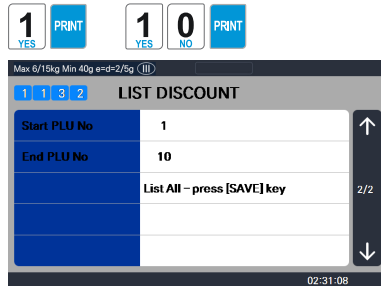 1 YES PRINT 1 YES 0 NO PRINT
Max 6/15kg Min 40g e=d=2/5g III
1 1 3 2 LIST DISCOUNT
Start PLU No 1
End PLU No 10
List All – press [SAVE] key
2/2
02:31:08